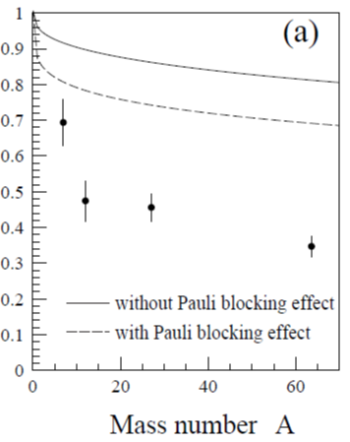 1
(a)
0.9
0.8
0.7
0.6
0.5
0.4
0.3
0.2
without Pauli blocking effect
0.1
with Pauli blocking effect
0
0 20 40 60
Mass number A